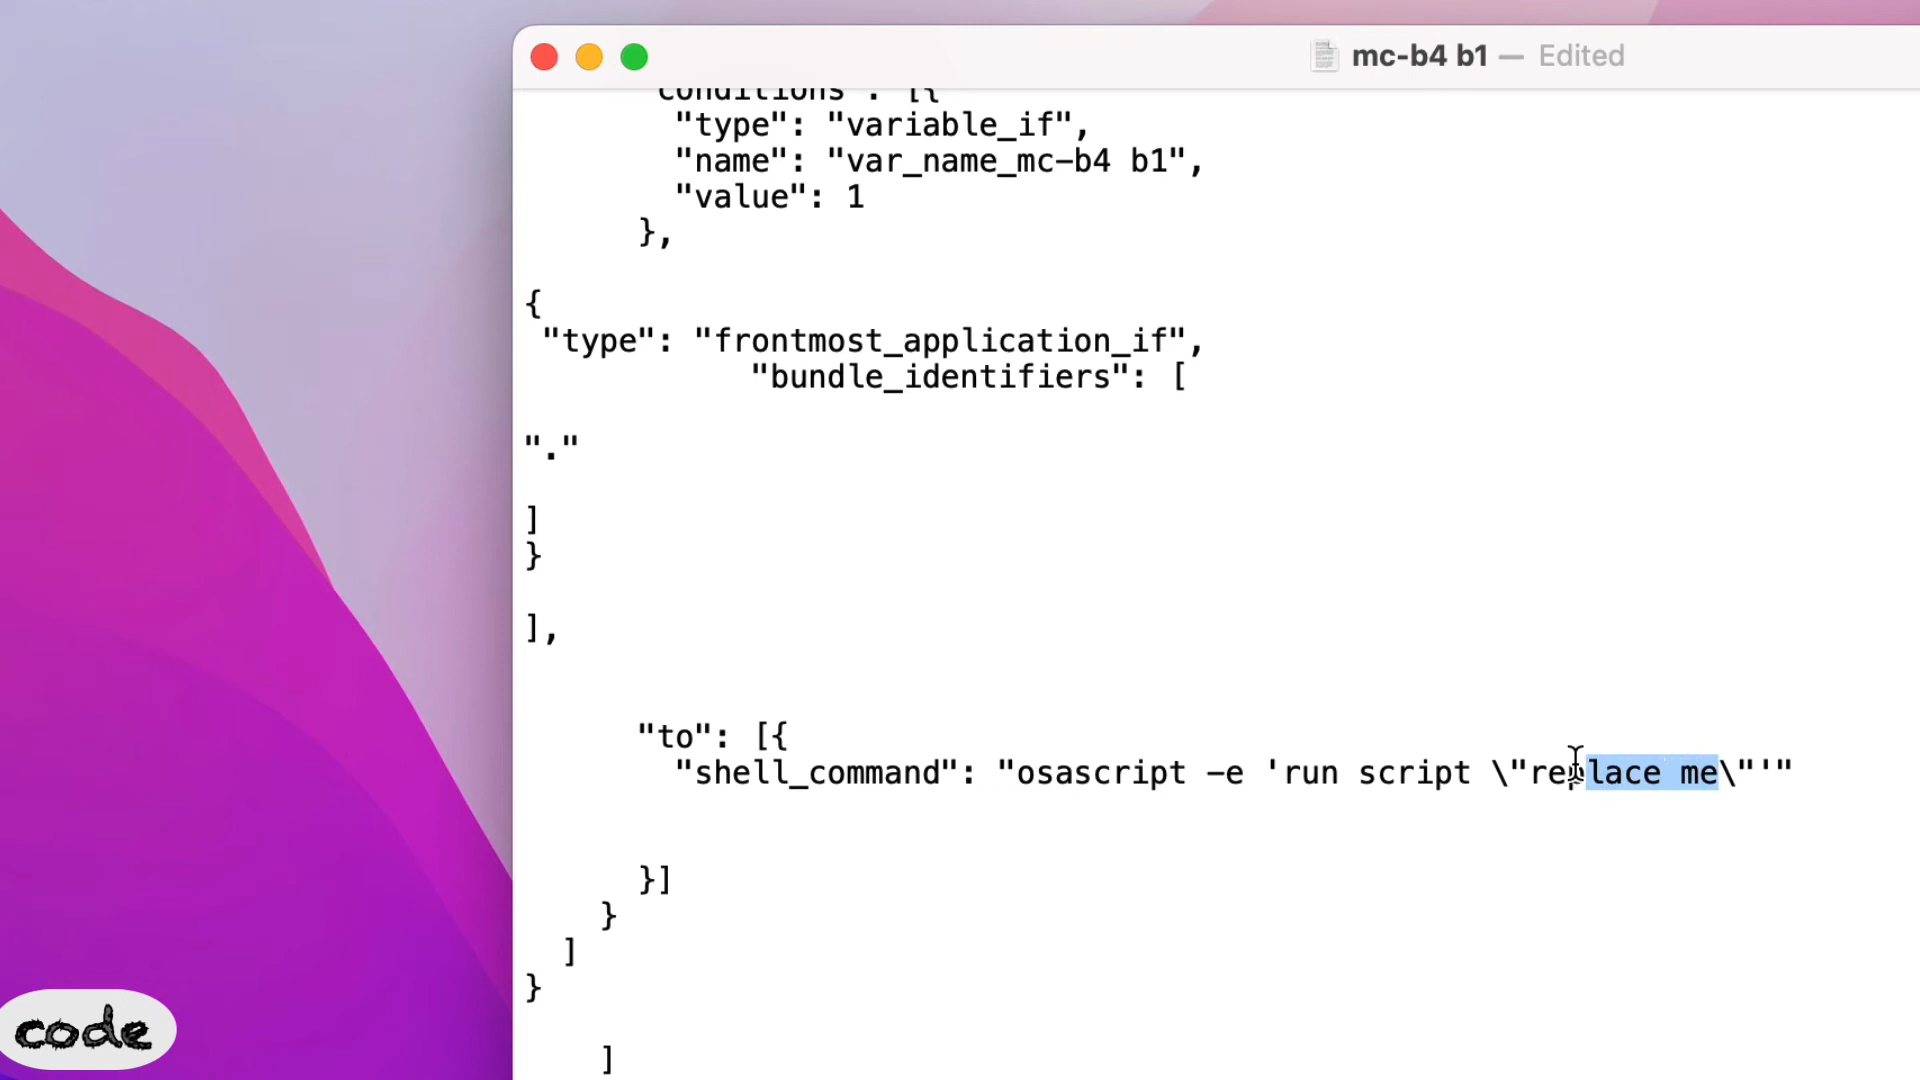 mc-b4 b1 — Edited
conditions": [{
"type": "variable_if",
"name": "var_name_mc-b4 b1",
"value": 1
},
{
"type": "frontmost_application_if",
"bundle_identifiers": [
"."
]
}
],
"to": [{
"shell_command": "osascript -e 'run script \"replace me\"'"
}]
}
]
}
]
code